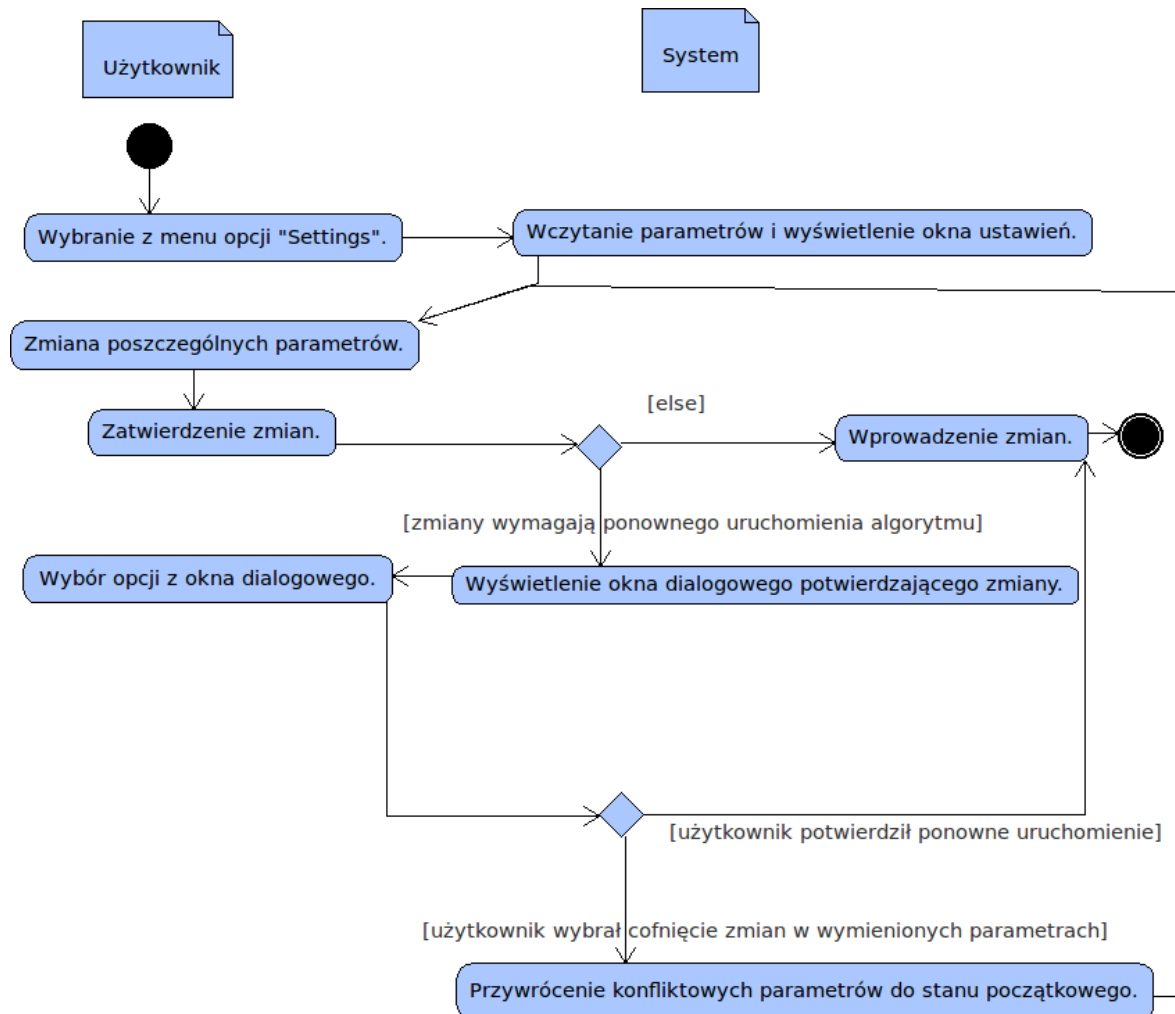 Użytkownik
System
Wybranie z menu opcji "Settings".
Wczytanie parametrów i wyświetlenie okna ustawień.
Zmiana poszczególnych parametrów.
Zatwierdzenie zmian.
[else]
Wprowadzenie zmian.
[zmiany wymagają ponownego uruchomienia algorytmu]
Wybór opcji z okna dialogowego.
Wyświetlenie okna dialogowego potwierdzającego zmiany.
[użytkownik potwierdził ponowne uruchomienie]
[użytkownik wybrał cofnięcie zmian w wymienionych parametrach]
Przywrócenie konfliktowych parametrów do stanu początkowego.